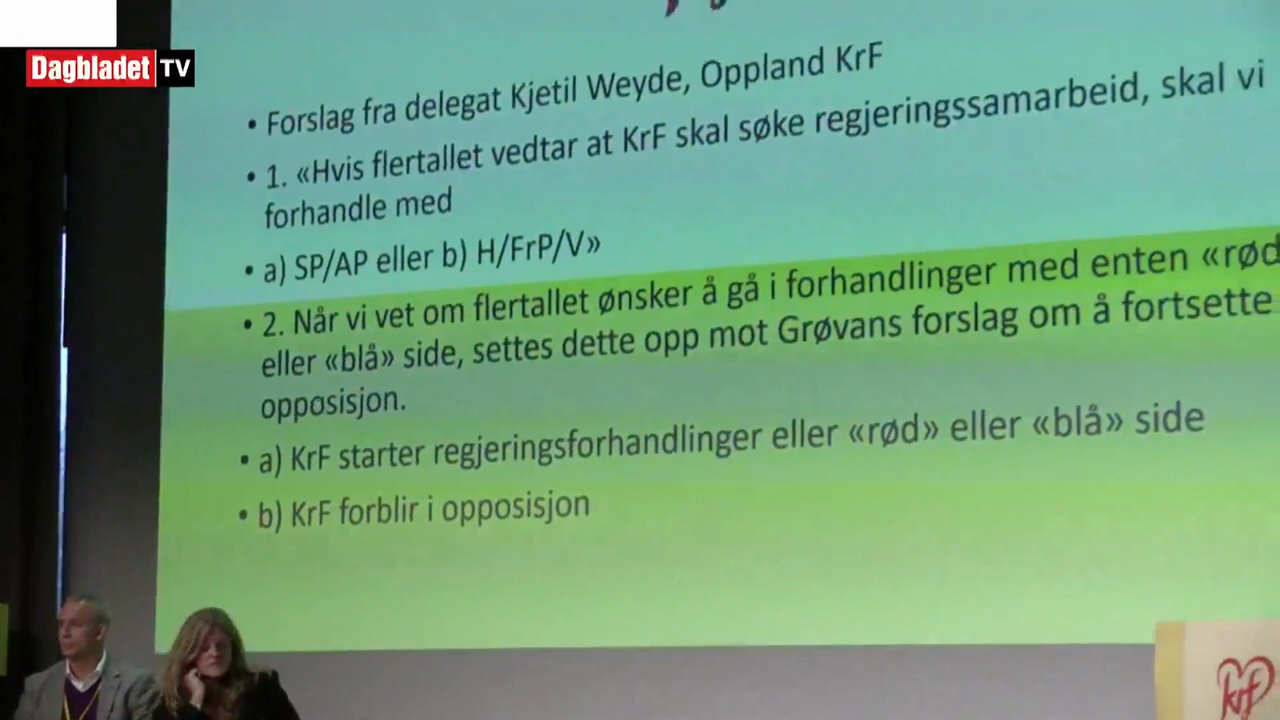 Dagbladet TV
• Forslag fra delegat Kjetil Weyde, Oppland KrF
• 1. «Hvis flertallet vedtar at KrF skal søke regjeringssamarbeid, skal vi
forhandle med
• a) SP/AP eller b) H/FrP/V»
• 2. Når vi vet om flertallet ønsker å gå i forhandlinger med enten «rød
eller «blå» side, settes dette opp mot Grøvans forslag om å fortsette
opposisjon.
• a) KrF starter regjeringsforhandlinger eller «rød» eller «blå» side
• b) KrF forblir i opposisjon
krf